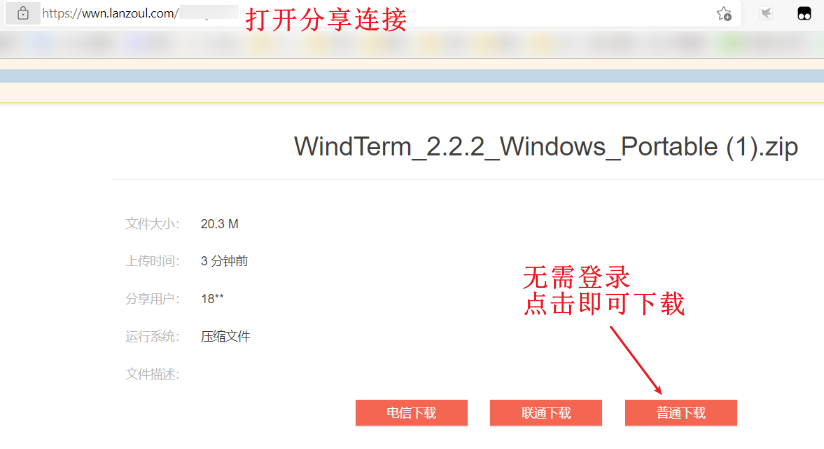 https://wwn.lanzoul.com/
打开分享连接
WindTerm_2.2.2_Windows_Portable (1).zip
文件大小： 20.3 M
上传时间： 3 分钟前
分享用户： 18**
运行系统： 压缩文件
文件描述：
无需登录
点击即可下载
电信下载 联通下载 普通下载